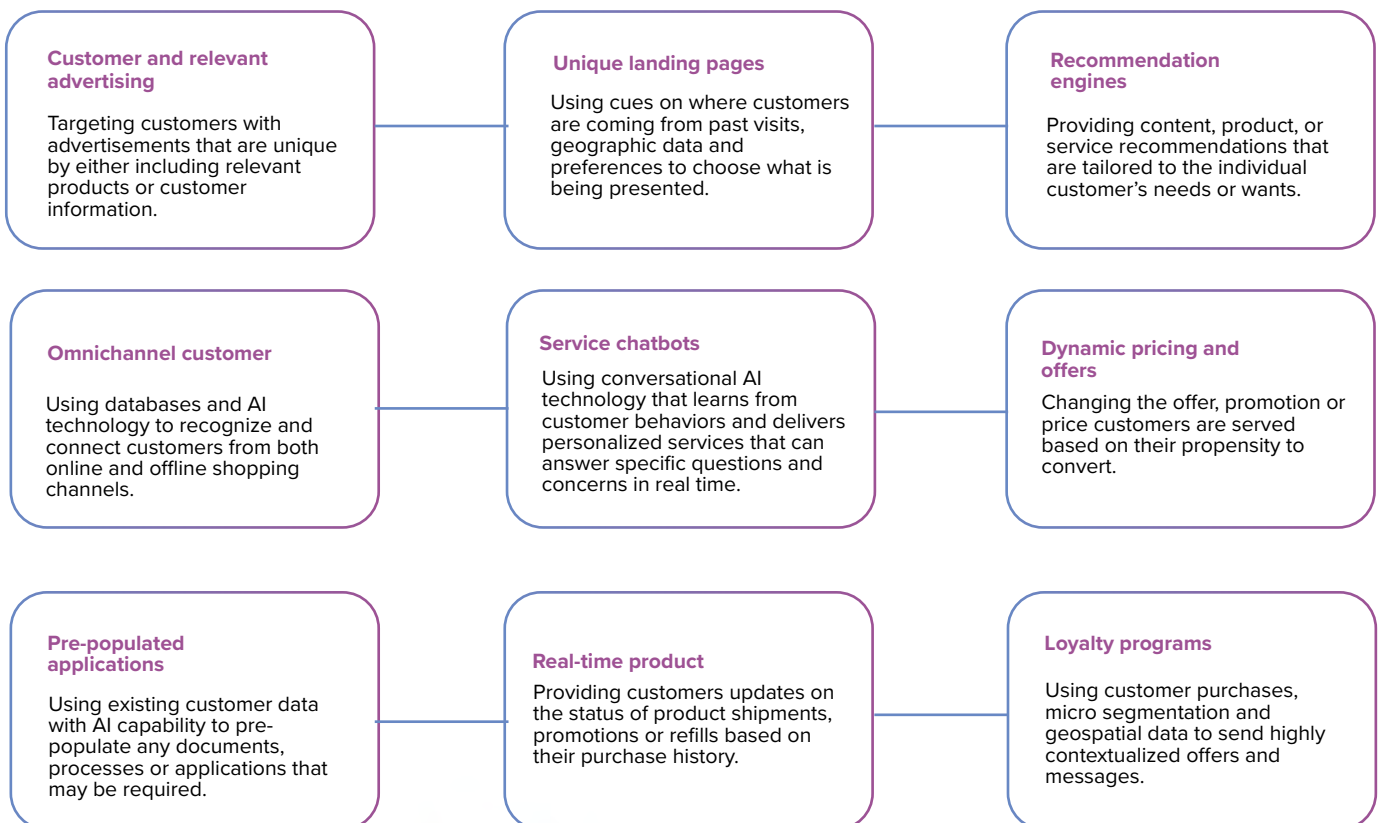 Customer and relevant
advertising
Targeting customers with
advertisements that are unique
by either including relevant
products or customer
information.
Unique landing pages
Using cues on where customers
are coming from past visits,
geographic data and
preferences to choose what is
being presented.
Recommendation
engines
Providing content, product, or
service recommendations that
are tailored to the individual
customer’s needs or wants.
Omnichannel customer
Using databases and AI
technology to recognize and
connect customers from both
online and offline shopping
channels.
Service chatbots
Using conversational AI
technology that learns from
customer behaviors and delivers
personalized services that can
answer specific questions and
concerns in real time.
Dynamic pricing and
offers
Changing the offer, promotion or
price customers are served
based on their propensity to
convert.
Pre-populated
applications
Using existing customer data
with AI capability to pre-
populate any documents,
processes or applications that
may be required.
Real-time product
Providing customers updates on
the status of product shipments,
promotions or refills based on
their purchase history.
Loyalty programs
Using customer purchases,
micro segmentation and
geospatial data to send highly
contextualized offers and
messages.